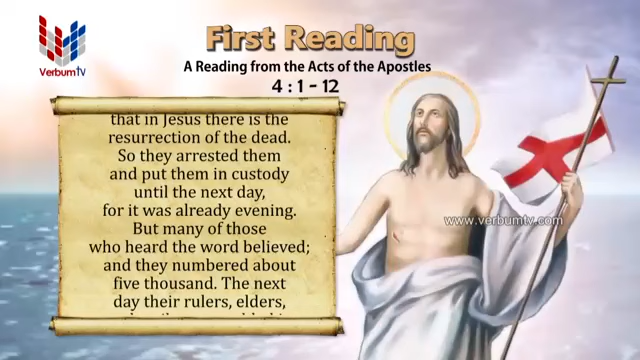 VerbumTV
First Reading
A Reading from the Acts of the Apostles
4 : 1 - 12
that in Jesus there is the
resurrection of the dead.
So they arrested them
and put them in custody
until the next day,
for it was already evening.
But many of those
who heard the word believed;
and they numbered about
five thousand. The next
day their rulers, elders,
www.verbumtv.com